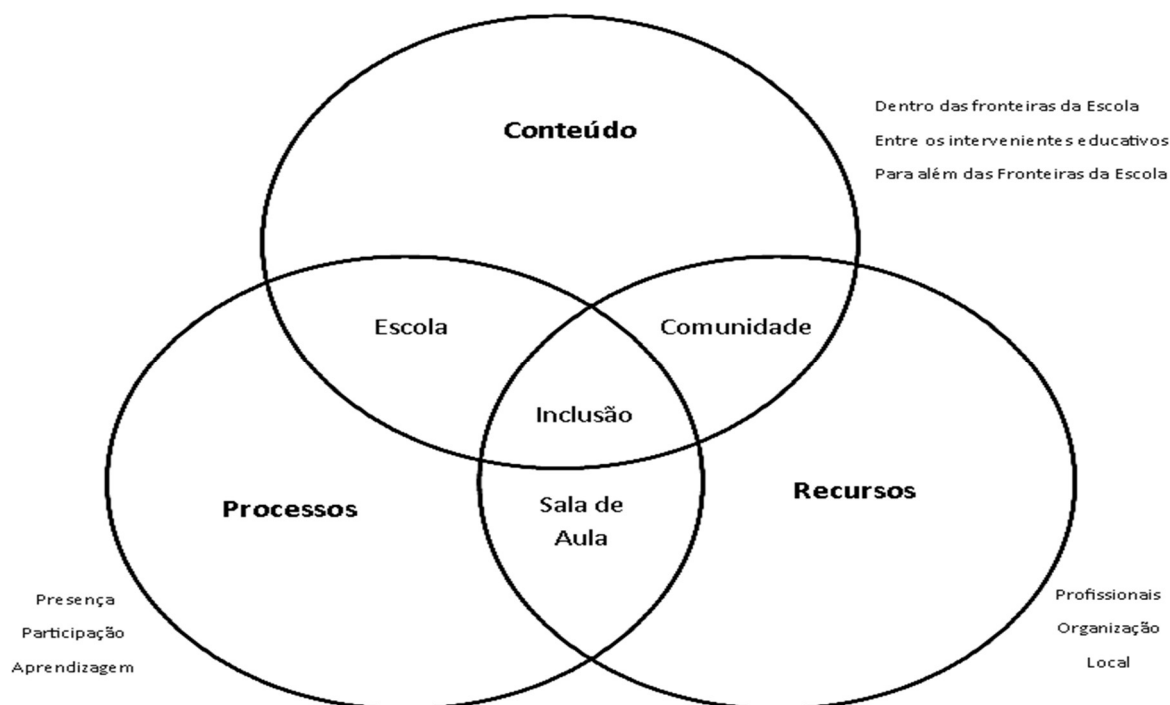 Conteúdo
Dentro das fronteiras da Escola
Entre os intervenientes educativos
Para além das Fronteiras da Escola
Escola
Comunidade
Inclusão
Processos
Sala de
Aula
Recursos
Presença
Participação
Aprendizagem
Profissionais
Organização
Local